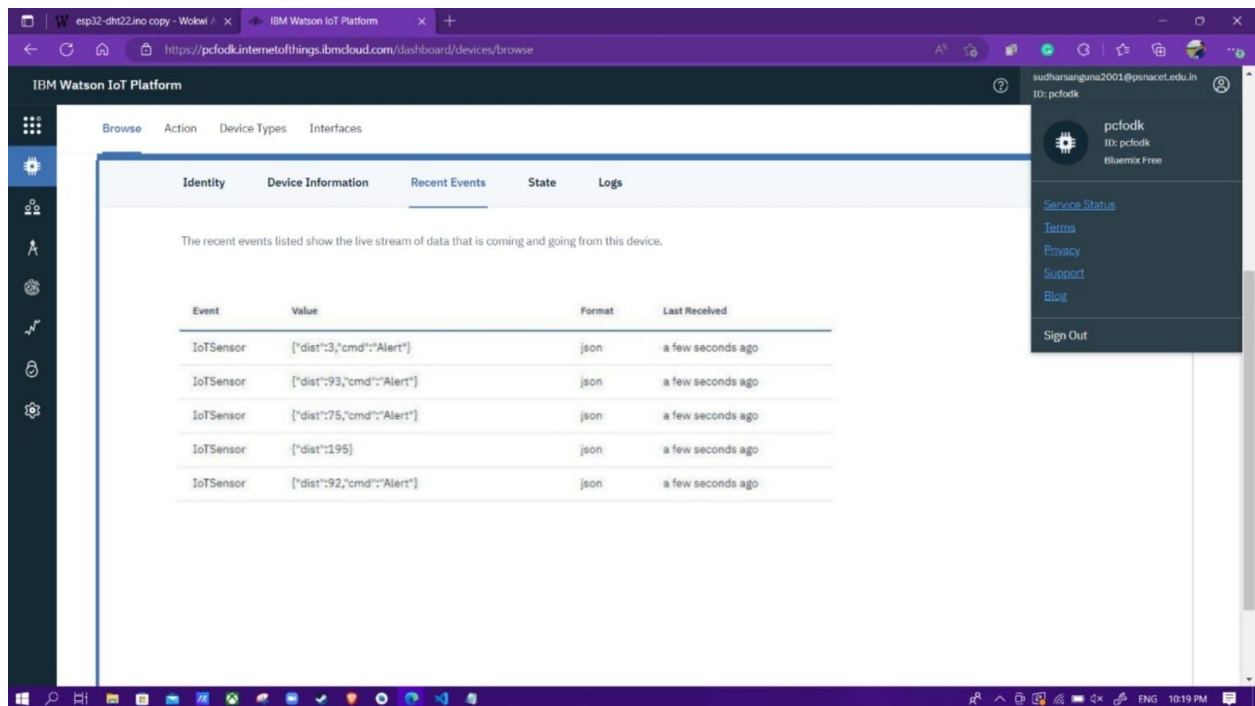 esp32-dht22.ino copy - Wokwi
IBM Watson IoT Platform
https://pcfodk.internetofthings.ibmcloud.com/dashboard/devices/browse
IBM Watson IoT Platform
sudharsanguna2001@psnacet.edu.in
ID: pcfodk
Browse Action Device Types Interfaces
pcfodk
ID: pcfodk
Bluemix Free
Identity Device Information Recent Events State Logs
Service Status
Terms
Privacy
Support
Blog
Sign Out
The recent events listed show the live stream of data that is coming and going from this device.
Event Value Format Last Received
IoTSensor {"dist":3,"cmd":"Alert"} json a few seconds ago
IoTSensor {"dist":93,"cmd":"Alert"} json a few seconds ago
IoTSensor {"dist":75,"cmd":"Alert"} json a few seconds ago
IoTSensor {"dist":195} json a few seconds ago
IoTSensor {"dist":92,"cmd":"Alert"} json a few seconds ago
ENG 10:19 PM